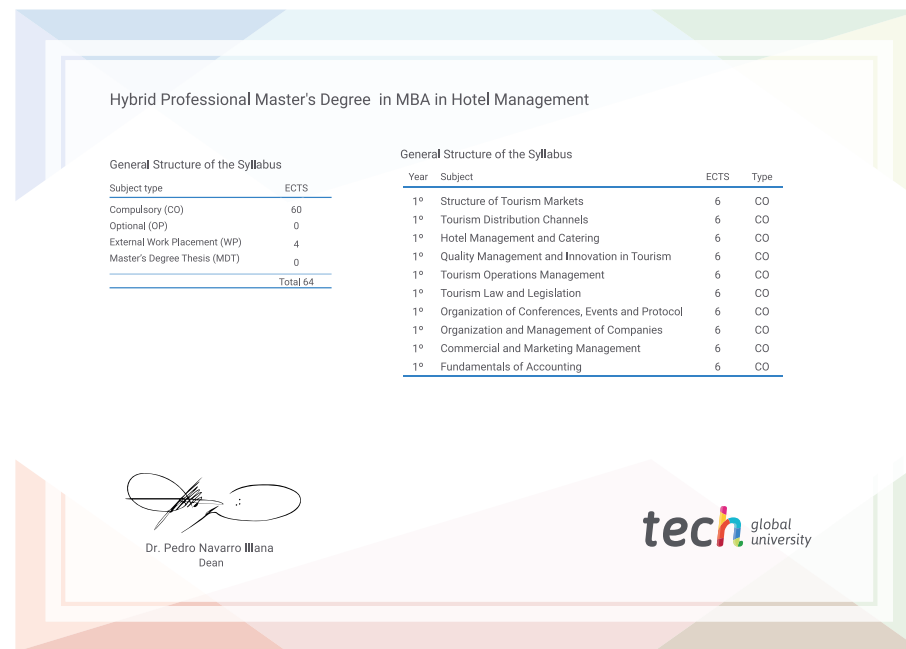 Hybrid Professional Master's Degree in MBA in Hotel Management
General Structure of the Syllabus
Subject type ECTS
Compulsory (CO) 60
Optional (OP) 0
External Work Placement (WP) 4
Master's Degree Thesis (MDT) 0
Total 64
General Structure of the Syllabus
Year Subject ECTS Type
1º Structure of Tourism Markets 6 CO
1º Tourism Distribution Channels 6 CO
1º Hotel Management and Catering 6 CO
1º Quality Management and Innovation in Tourism 6 CO
1º Tourism Operations Management 6 CO
1º Tourism Law and Legislation 6 CO
1º Organization of Conferences, Events and Protocol 6 CO
1º Organization and Management of Companies 6 CO
1º Commercial and Marketing Management 6 CO
1º Fundamentals of Accounting 6 CO
Dr. Pedro Navarro Illana
Dean
tech global
university